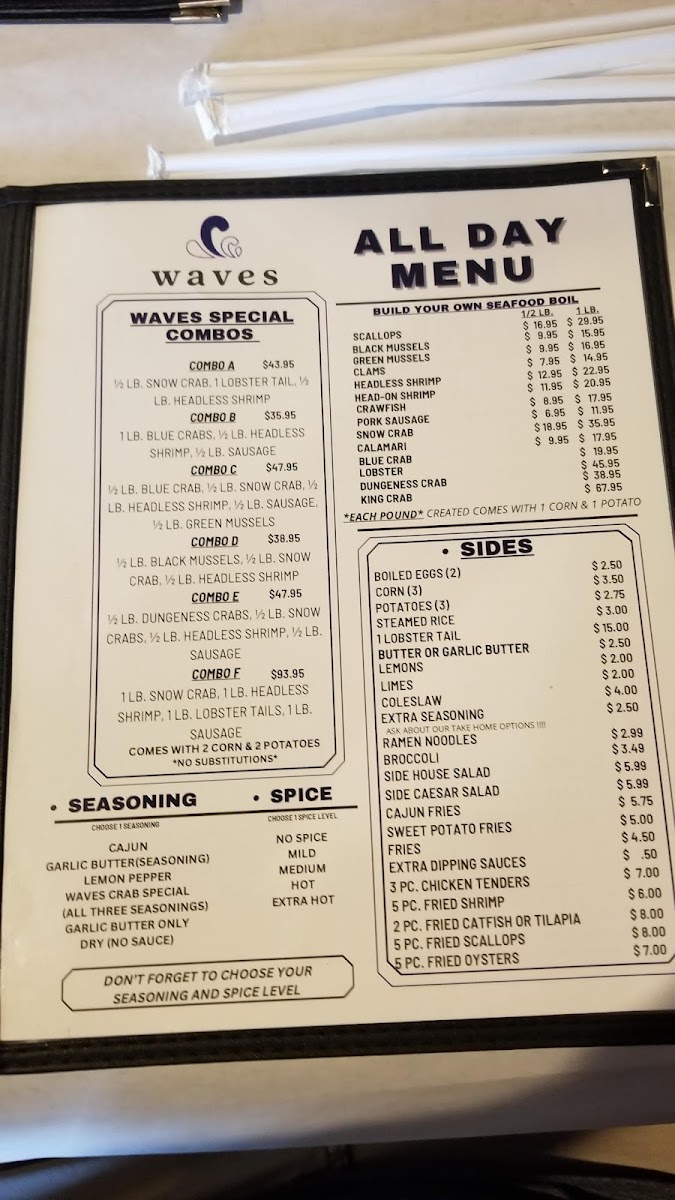 waves
WAVES SPECIAL
COMBOS
COMBO A $43.95
½ LB. SNOW CRAB, 1 LOBSTER TAIL, ½
LB. HEADLESS SHRIMP
COMBO B $35.95
1 LB. BLUE CRABS, ½ LB. HEADLESS
SHRIMP, ½ LB. SAUSAGE
COMBO C $47.95
½ LB. BLUE CRAB, ½ LB. SNOW CRAB, ½
LB. HEADLESS SHRIMP, ½ LB. SAUSAGE,
½ LB. GREEN MUSSELS
COMBO D $38.95
½ LB. BLACK MUSSELS, ½ LB. SNOW
CRAB, ½ LB. HEADLESS SHRIMP
COMBO E $47.95
½ LB. DUNGENESS CRABS, ½ LB. SNOW
CRABS, ½ LB. HEADLESS SHRIMP, ½ LB.
SAUSAGE
COMBO F $93.95
1 LB. SNOW CRAB, 1 LB. HEADLESS
SHRIMP, 1 LB. LOBSTER TAILS, 1 LB.
SAUSAGE
COMES WITH 2 CORN & 2 POTATOES
*NO SUBSTITUTIONS*
• SEASONING
CHOOSE 1 SEASONING
CAJUN
GARLIC BUTTER(SEASONING)
LEMON PEPPER
WAVES CRAB SPECIAL
(ALL THREE SEASONINGS)
GARLIC BUTTER ONLY
DRY (NO SAUCE)
• SPICE
CHOOSE 1 SPICE LEVEL
NO SPICE
MILD
MEDIUM
HOT
EXTRA HOT
DON'T FORGET TO CHOOSE YOUR
SEASONING AND SPICE LEVEL
ALL DAY
MENU
BUILD YOUR OWN SEAFOOD BOIL
1/2 LB. 1 LB.
SCALLOPS $ 16.95 $ 29.95
BLACK MUSSELS $ 9.95 $ 15.95
GREEN MUSSELS $ 9.95 $ 16.95
CLAMS $ 7.95 $ 14.95
HEADLESS SHRIMP $ 12.95 $ 22.95
HEAD-ON SHRIMP $ 11.95 $ 20.95
CRAWFISH $ 8.95 $ 17.95
PORK SAUSAGE $ 6.95 $ 11.95
SNOW CRAB $ 18.95 $ 35.95
CALAMARI $ 9.95 $ 17.95
BLUE CRAB $ 19.95
LOBSTER $ 45.95
DUNGENESS CRAB $ 38.95
KING CRAB $ 67.95
*EACH POUND* CREATED COMES WITH 1 CORN & 1 POTATO
• SIDES
BOILED EGGS (2) $ 2.50
CORN (3) $ 3.50
POTATOES (3) $ 2.75
STEAMED RICE $ 3.00
1 LOBSTER TAIL $ 15.00
BUTTER OR GARLIC BUTTER $ 2.50
LEMONS $ 2.00
LIMES $ 2.00
COLESLAW $ 4.00
EXTRA SEASONING $ 2.50
ASK ABOUT OUR TAKE HOME OPTIONS !!!!
RAMEN NOODLES $ 2.99
BROCCOLI $ 3.49
SIDE HOUSE SALAD $ 5.99
SIDE CAESAR SALAD $ 5.99
CAJUN FRIES $ 5.75
SWEET POTATO FRIES $ 5.00
FRIES $ 4.50
EXTRA DIPPING SAUCES $ .50
3 PC. CHICKEN TENDERS $ 7.00
5 PC. FRIED SHRIMP $ 6.00
2 PC. FRIED CATFISH OR TILAPIA $ 8.00
5 PC. FRIED SCALLOPS $ 8.00
5 PC. FRIED OYSTERS $ 7.00